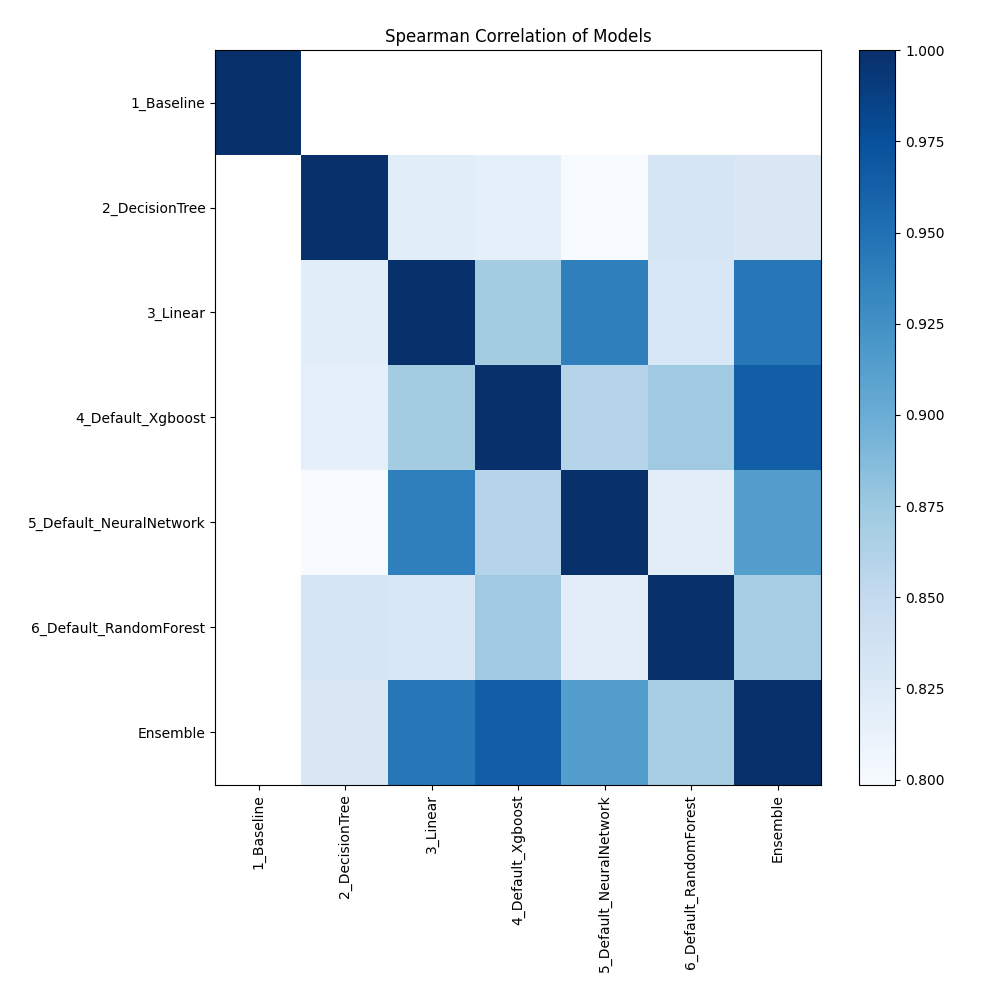 Spearman Correlation of Models
1_Baseline
2_DecisionTree
3_Linear
4_Default_Xgboost
5_Default_NeuralNetwork
6_Default_RandomForest
Ensemble
1_Baseline
2_DecisionTree
3_Linear
4_Default_Xgboost
5_Default_NeuralNetwork
6_Default_RandomForest
Ensemble
1.000
0.975
0.950
0.925
0.900
0.875
0.850
0.825
0.800